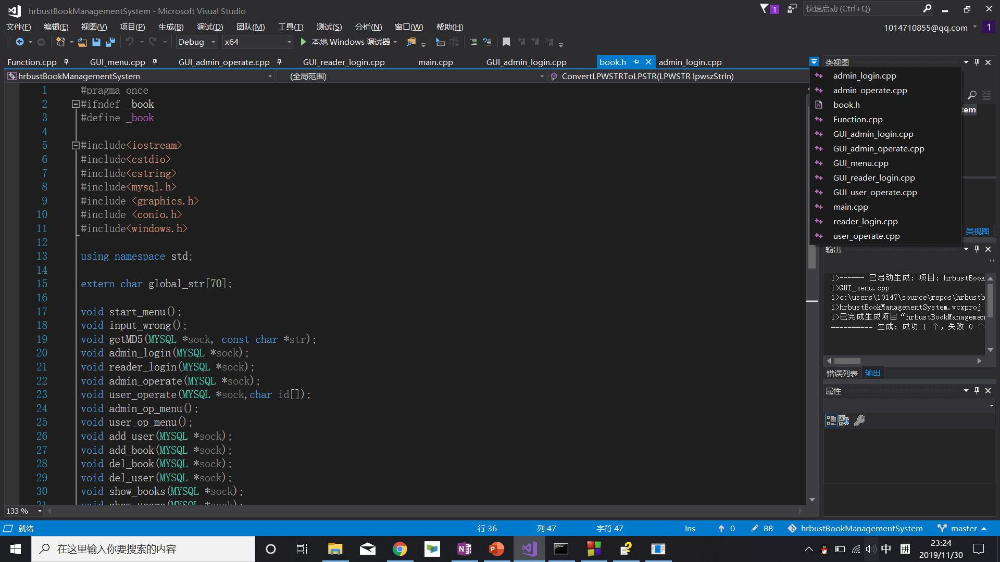 hrbustBookManagementSystem - Microsoft Visual Studio
1
快速启动 (Ctrl+Q)
文件(F) 编辑(E) 视图(V) 项目(P) 生成(B) 调试(D) 团队(M) 工具(T) 测试(S) 分析(N) 窗口(W) 帮助(H)
1014710855@qq.com 1
Debug x64 本地 Windows 调试器
Function.cpp GUI_menu.cpp GUI_admin_operate.cpp GUI_reader_login.cpp main.cpp GUI_admin_login.cpp book.h admin_login.cpp
hrbustBookManagementSystem (全局范围) ConvertLPWSTRToLPSTR(LPWSTR lpwszStrIn)
1 #pragma once
2 #ifndef _book
3 #define _book
4
5 #include<iostream>
6 #include<cstdio>
7 #include<cstring>
8 #include<mysql.h>
9 #include <graphics.h>
10 #include <conio.h>
11 #include<windows.h>
12
13 using namespace std;
14
15 extern char global_str[70];
16
17 void start_menu();
18 void input_wrong();
19 void getMD5(MYSQL *sock, const char *str);
20 void admin_login(MYSQL *sock);
21 void reader_login(MYSQL *sock);
22 void admin_operate(MYSQL *sock);
23 void user_operate(MYSQL *sock,char id[]);
24 void admin_op_menu();
25 void user_op_menu();
26 void add_user(MYSQL *sock);
27 void add_book(MYSQL *sock);
28 void del_book(MYSQL *sock);
29 void del_user(MYSQL *sock);
30 void show_books(MYSQL *sock);
31 void show_users(MYSQL *sock);
133 %
类视图
admin_login.cpp
admin_operate.cpp
book.h
tem
Function.cpp
GUI_admin_login.cpp
GUI_admin_operate.cpp
GUI_menu.cpp
GUI_reader_login.cpp
GUI_user_operate.cpp
main.cpp
reader_login.cpp
user_operate.cpp
类视图
输出
1>------ 已启动生成: 项目: hrbustBook
1>GUI_menu.cpp
1>c:\users\10147\source\repos\hrbustb
1>hrbustBookManagementSystem.vcxproj
1>已完成生成项目“hrbustBookManagemen
========== 生成: 成功 1 个，失败 0 个
错误列表 输出
属性
就绪 行 36 列 47 字符 47 Ins 0 88 hrbustBookManagementSystem master
在这里输入你要搜索的内容
中 拼
23:24
2019/11/30